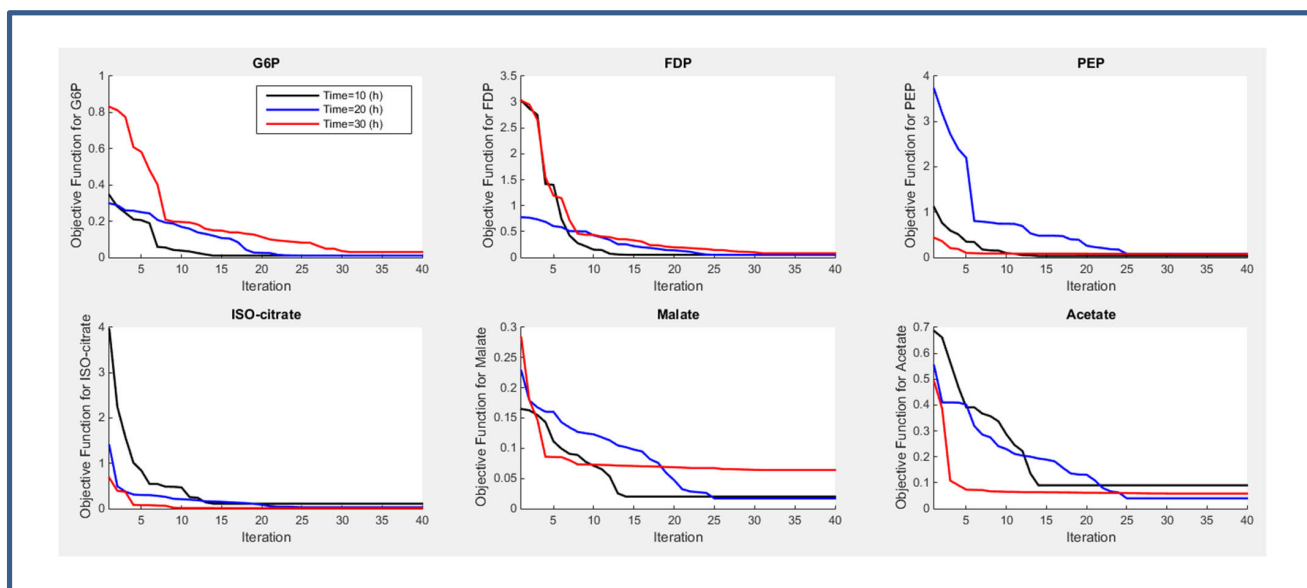 G6P
Objective Function for G6P
1
0.8
0.6
0.4
0.2
0
5 10 15 20 25 30 35 40
Iteration
Time=10 (h)
Time=20 (h)
Time=30 (h)
FDP
Objective Function for FDP
3.5
3
2.5
2
1.5
1
0.5
0
5 10 15 20 25 30 35 40
Iteration
PEP
Objective Function for PEP
4
3
2
1
0
5 10 15 20 25 30 35 40
Iteration
ISO-citrate
Objective Function for ISO-citrate
4
3
2
1
0
5 10 15 20 25 30 35 40
Iteration
Malate
Objective Function for Malate
0.3
0.25
0.2
0.15
0.1
0.05
0
5 10 15 20 25 30 35 40
Iteration
Acetate
Objective Function for Acetate
0.7
0.6
0.5
0.4
0.3
0.2
0.1
0
5 10 15 20 25 30 35 40
Iteration